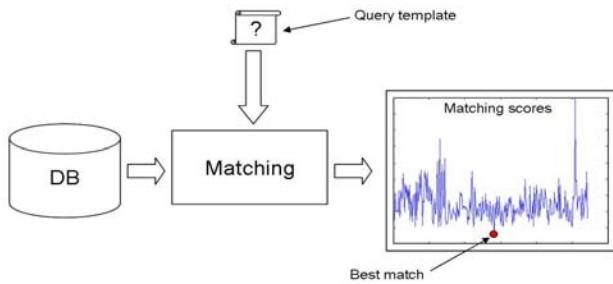 Query template
?
Matching scores
DB
Matching
Best match